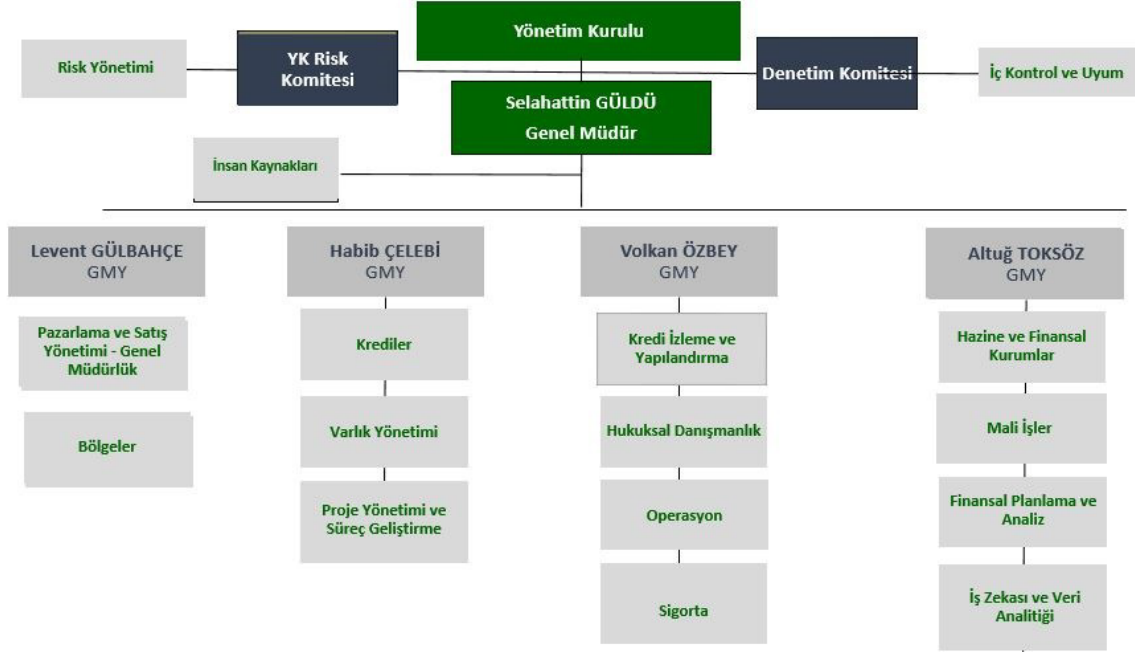 Yönetim Kurulu
Risk Yönetimi
YK Risk
Komitesi
Denetim Komitesi
İç Kontrol ve Uyum
Selahattin GÜLDÜ
Genel Müdür
İnsan Kaynakları
Levent GÜLBAHÇE
GMY
Pazarlama ve Satış
Yönetimi - Genel
Müdürlük
Bölgeler
Habib ÇELEBİ
GMY
Krediler
Varlık Yönetimi
Proje Yönetimi ve
Süreç Geliştirme
Volkan ÖZBEY
GMY
Kredi İzleme ve
Yapılandırma
Hukuksal Danışmanlık
Operasyon
Sigorta
Altuğ TOKSÖZ
GMY
Hazine ve Finansal
Kurumlar
Mali İşler
Finansal Planlama ve
Analiz
İş Zekası ve Veri
Analitiği